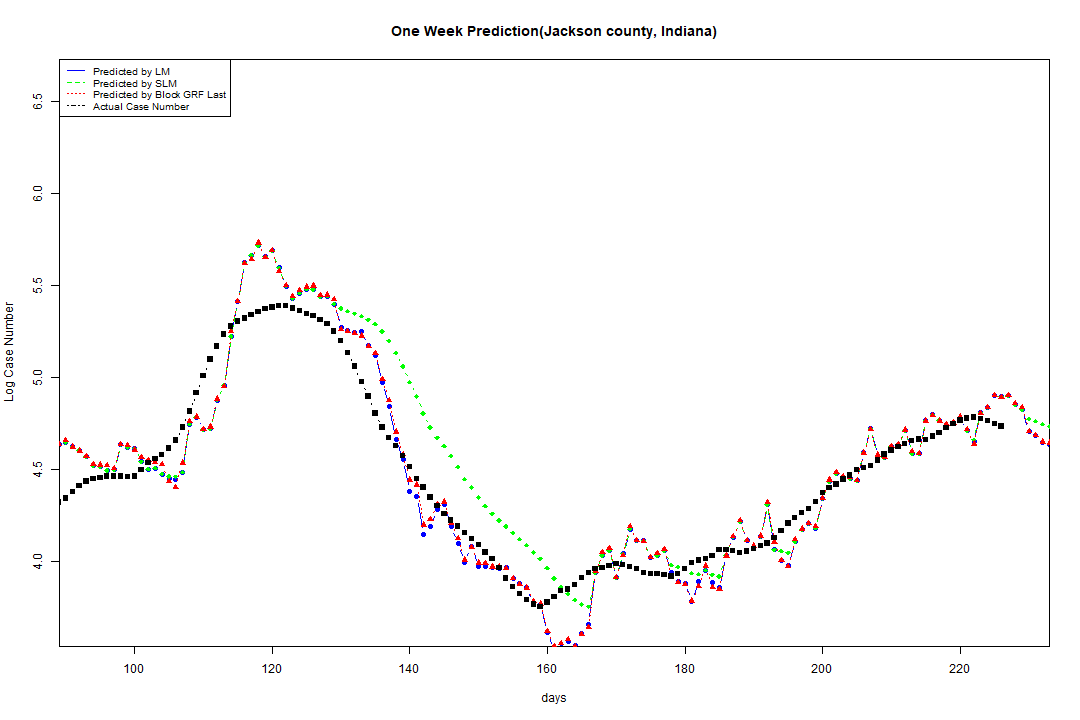 One Week Prediction(Jackson county, Indiana)
Predicted by LM
Predicted by SLM
Predicted by Block GRF Last
Actual Case Number
6.5
6.0
5.5
5.0
4.5
4.0
Log Case Number
100 120 140 160 180 200 220
days